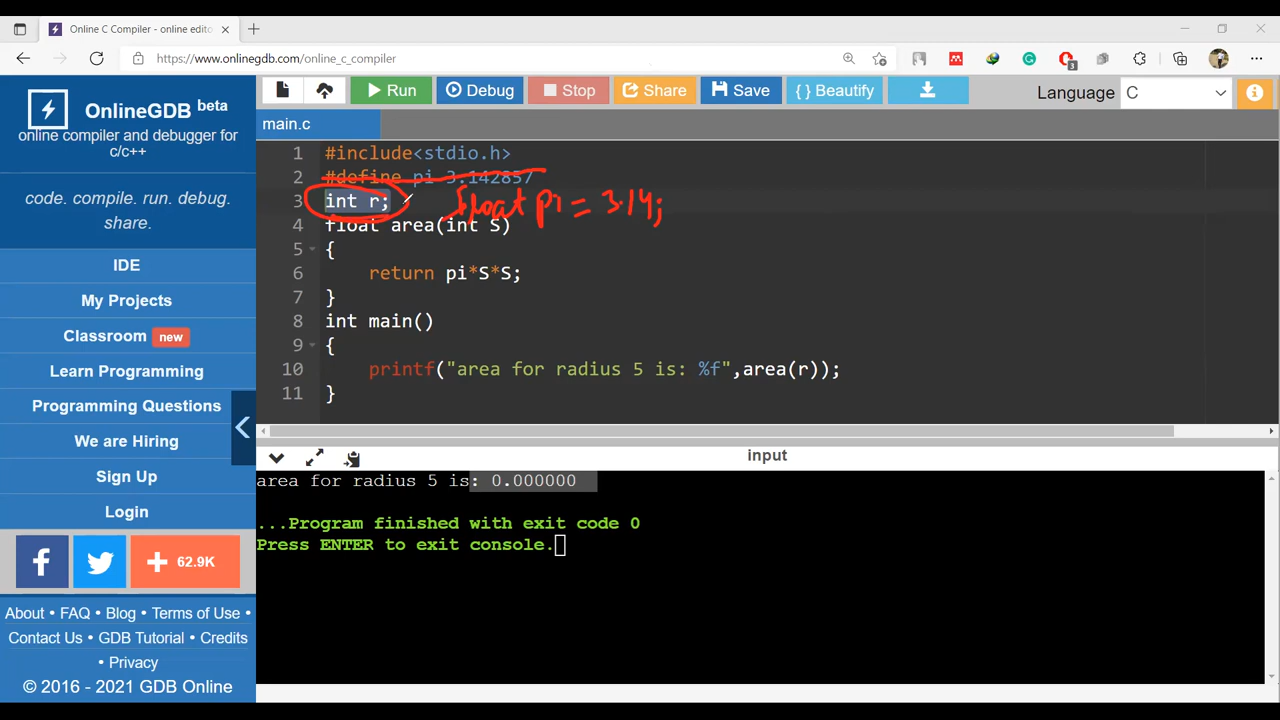 Online C Compiler - online edito
https://www.onlinegdb.com/online_c_compiler
3
OnlineGDB beta
online compiler and debugger for
c/c++
code. compile. run. debug.
share.
IDE
My Projects
Classroom new
Learn Programming
Programming Questions
We are Hiring
Sign Up
Login
62.9K
About • FAQ • Blog • Terms of Use •
Contact Us • GDB Tutorial • Credits
• Privacy
© 2016 - 2021 GDB Online
Run Debug Stop Share Save { } Beautify Language C
main.c
1 #include<stdio.h>
2 #define pi 3.142857
3 int r; float pi = 3.14;
4 float area(int S)
5 {
6 return pi*S*S;
7 }
8 int main()
9 {
10 printf("area for radius 5 is: %f",area(r));
11 }
input
area for radius 5 is: 0.000000
...Program finished with exit code 0
Press ENTER to exit console.